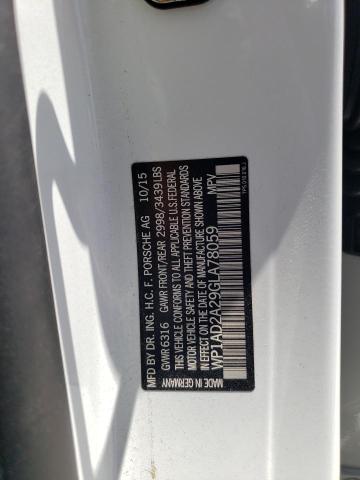 MFD BY DR. ING. H.C. F. PORSCHE AG 10/15
GVWR 6316 GAWR FRONT/REAR 2998/3439LBS
THIS VEHICLE CONFORMS TO ALL APPLICABLE U.S.FEDERAL
MOTOR VEHICLE SAFETY AND THEFT PREVENTION STANDARDS
IN EFFECT ON THE DATE OF MANUFACTURE SHOWN ABOVE
WP1AD2A29GLA78059 MPV
MADE IN GERMANY